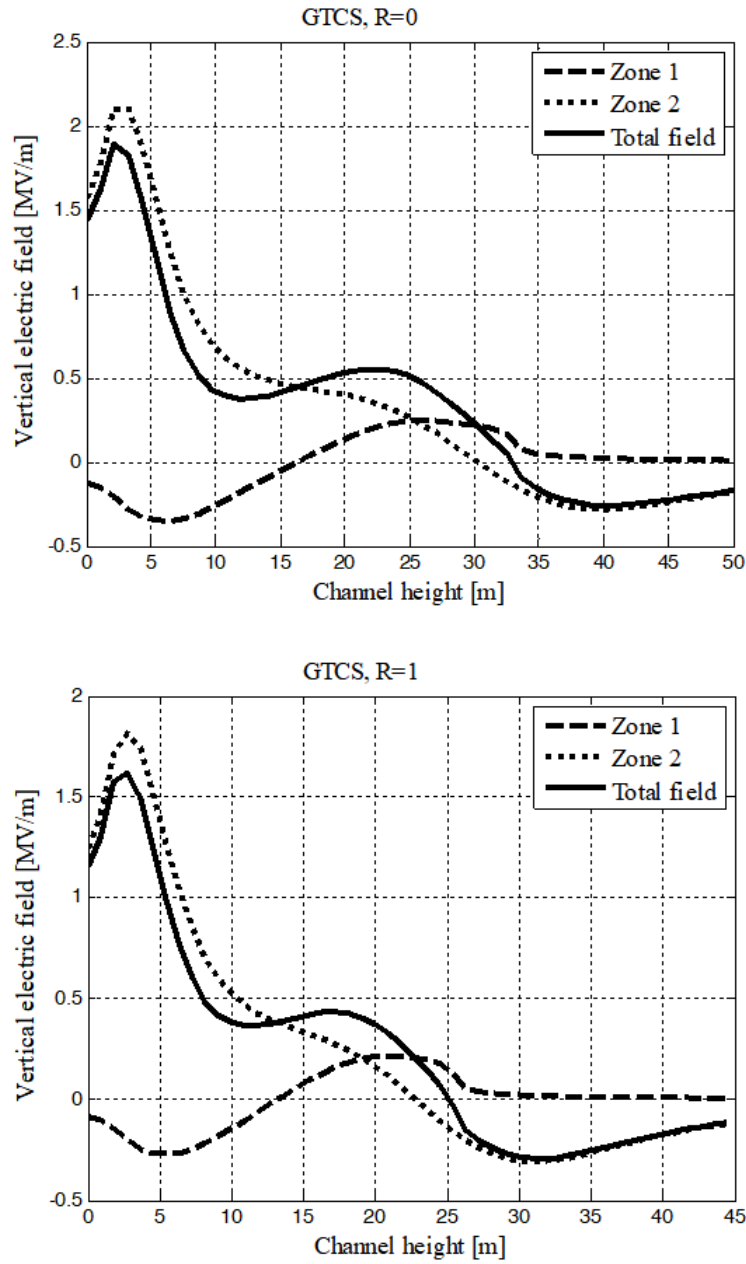 GTCS, R=0
2.5
2
1.5
1
0.5
0
-0.5
Vertical electric field [MV/m]
Zone 1
Zone 2
Total field
0 5 10 15 20 25 30 35 40 45 50
Channel height [m]
GTCS, R=1
2
1.5
1
0.5
0
-0.5
Vertical electric field [MV/m]
Zone 1
Zone 2
Total field
0 5 10 15 20 25 30 35 40 45
Channel height [m]